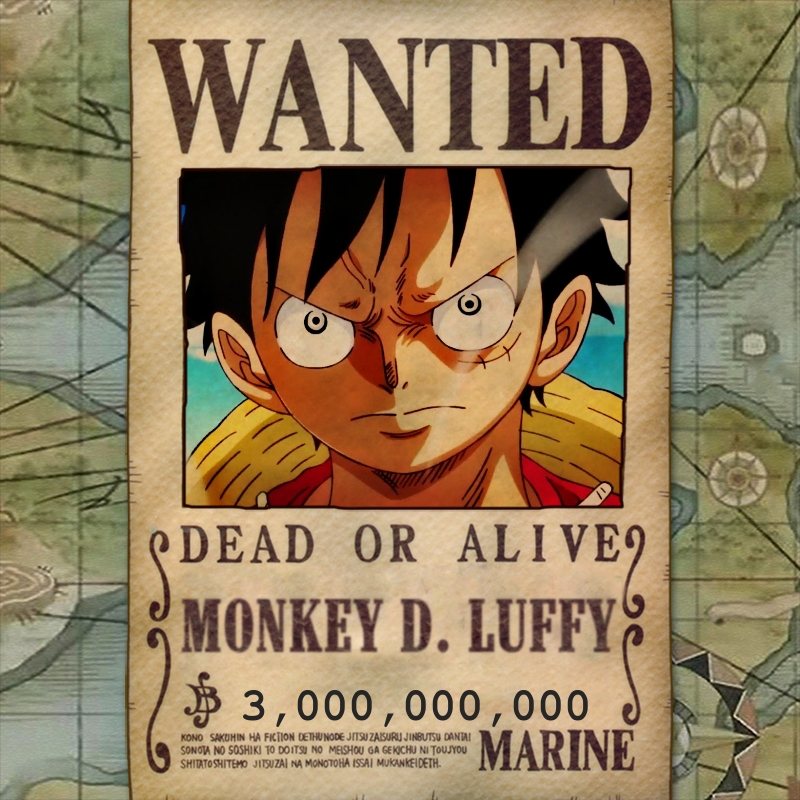 WANTED
DEAD OR ALIVE
MONKEY D. LUFFY
3,000,000,000
KONO SAKUHIN HA FICTION DETHUNODE JITSUZAISURU JINBUTSU DANTAI
SONOTA NO SOSHIKI TO DOITSU NO MEISHOU GA GEKICHU NI TOUJYOU
SHITATOSHITEMO JITSUZAI NA MONOTOHA ISSAI MUKANKEIDETH.
MARINE